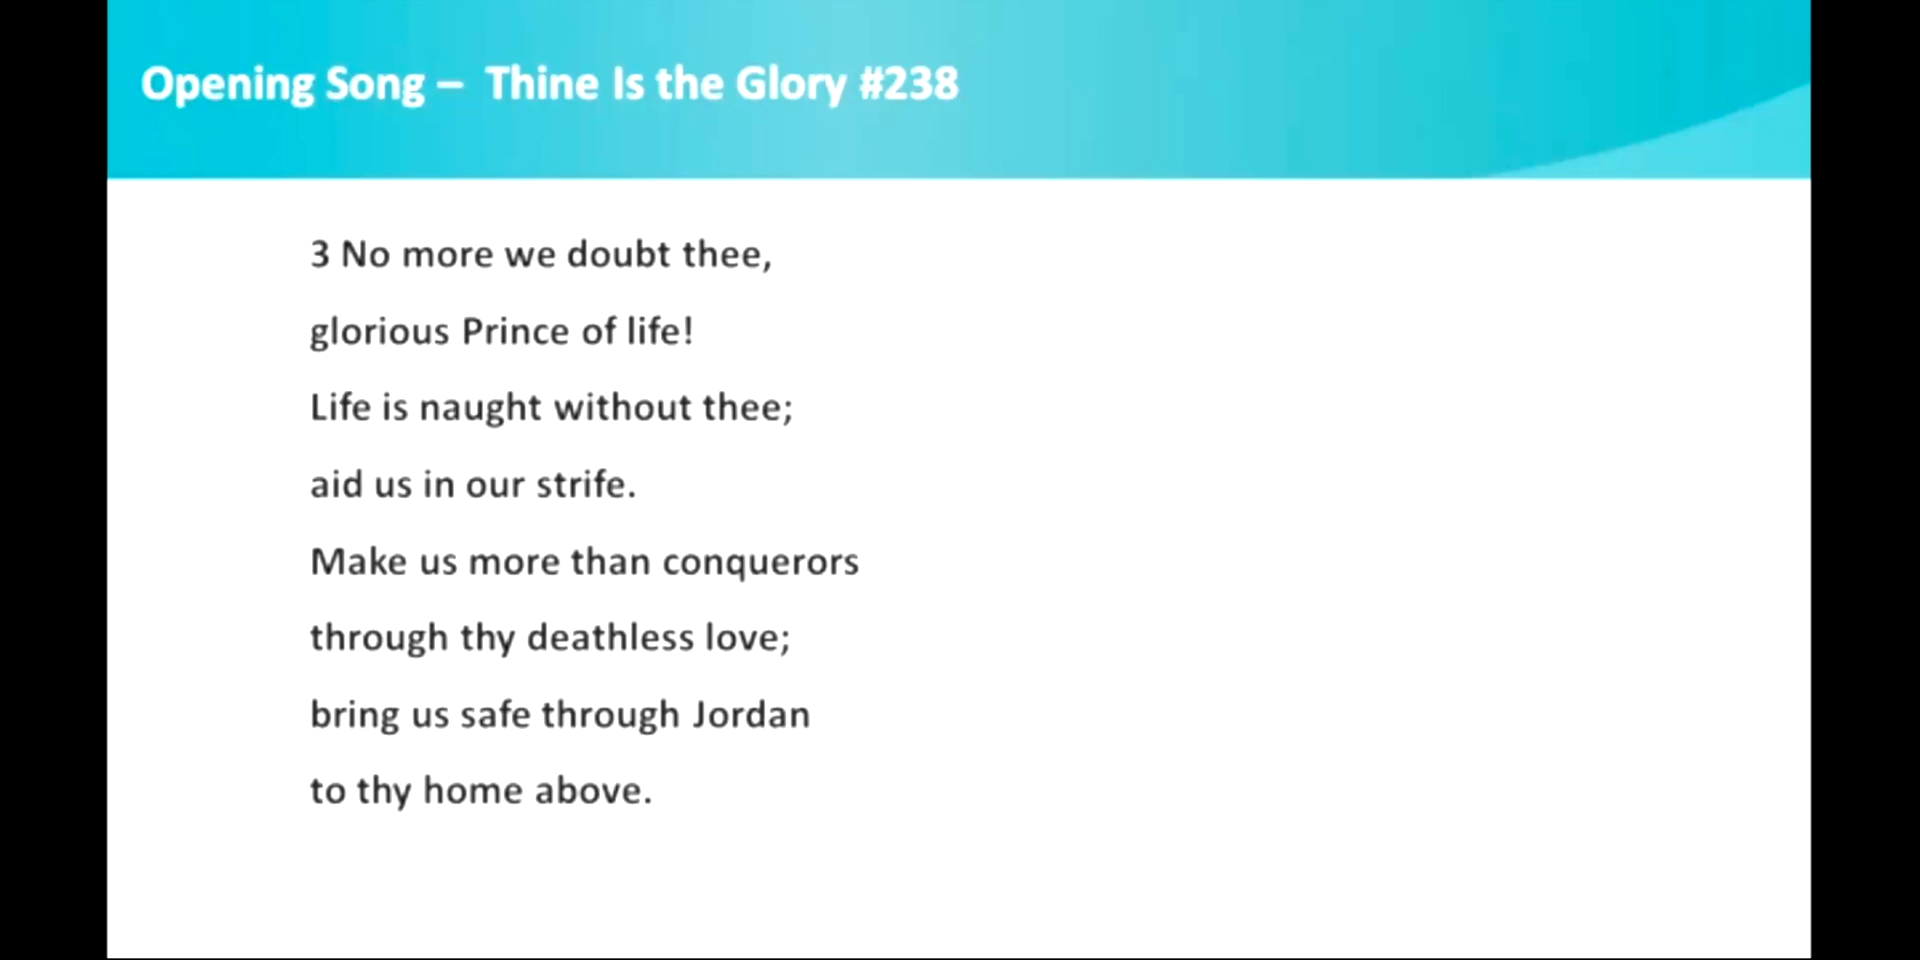 Opening Song – Thine Is the Glory #238
3 No more we doubt thee,
glorious Prince of life!
Life is naught without thee;
aid us in our strife.
Make us more than conquerors
through thy deathless love;
bring us safe through Jordan
to thy home above.